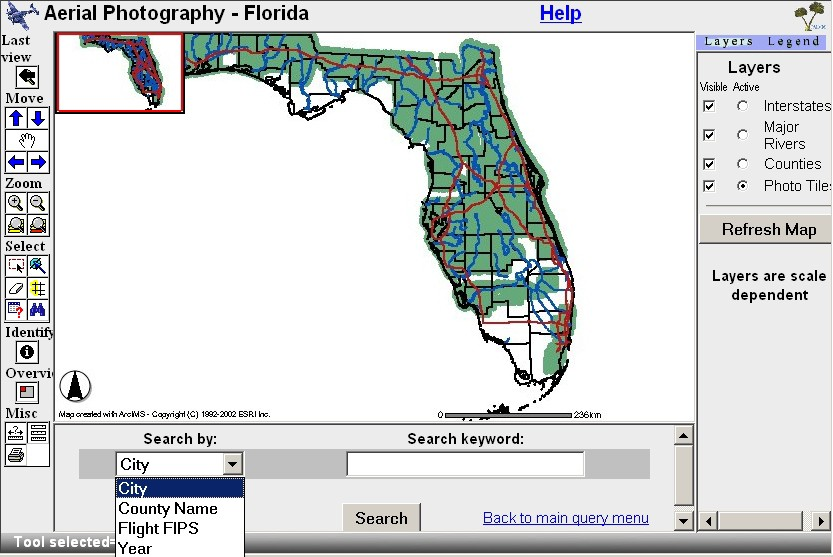 Aerial Photography - Florida
Help
Last
view
Move
Zoom
Select
Identify
Overvi
Misc
Map created with ArcIMS - Copyright (C) 1992-2002 ESRI Inc.
0 236km
Layers Legend
Layers
Visible Active
Interstates
Major
Rivers
Counties
Photo Tiles
Refresh Map
Layers are scale
dependent
Search by:
Search keyword:
City
City
County Name
Flight FIPS
Year
Search
Back to main query menu
Tool selected=